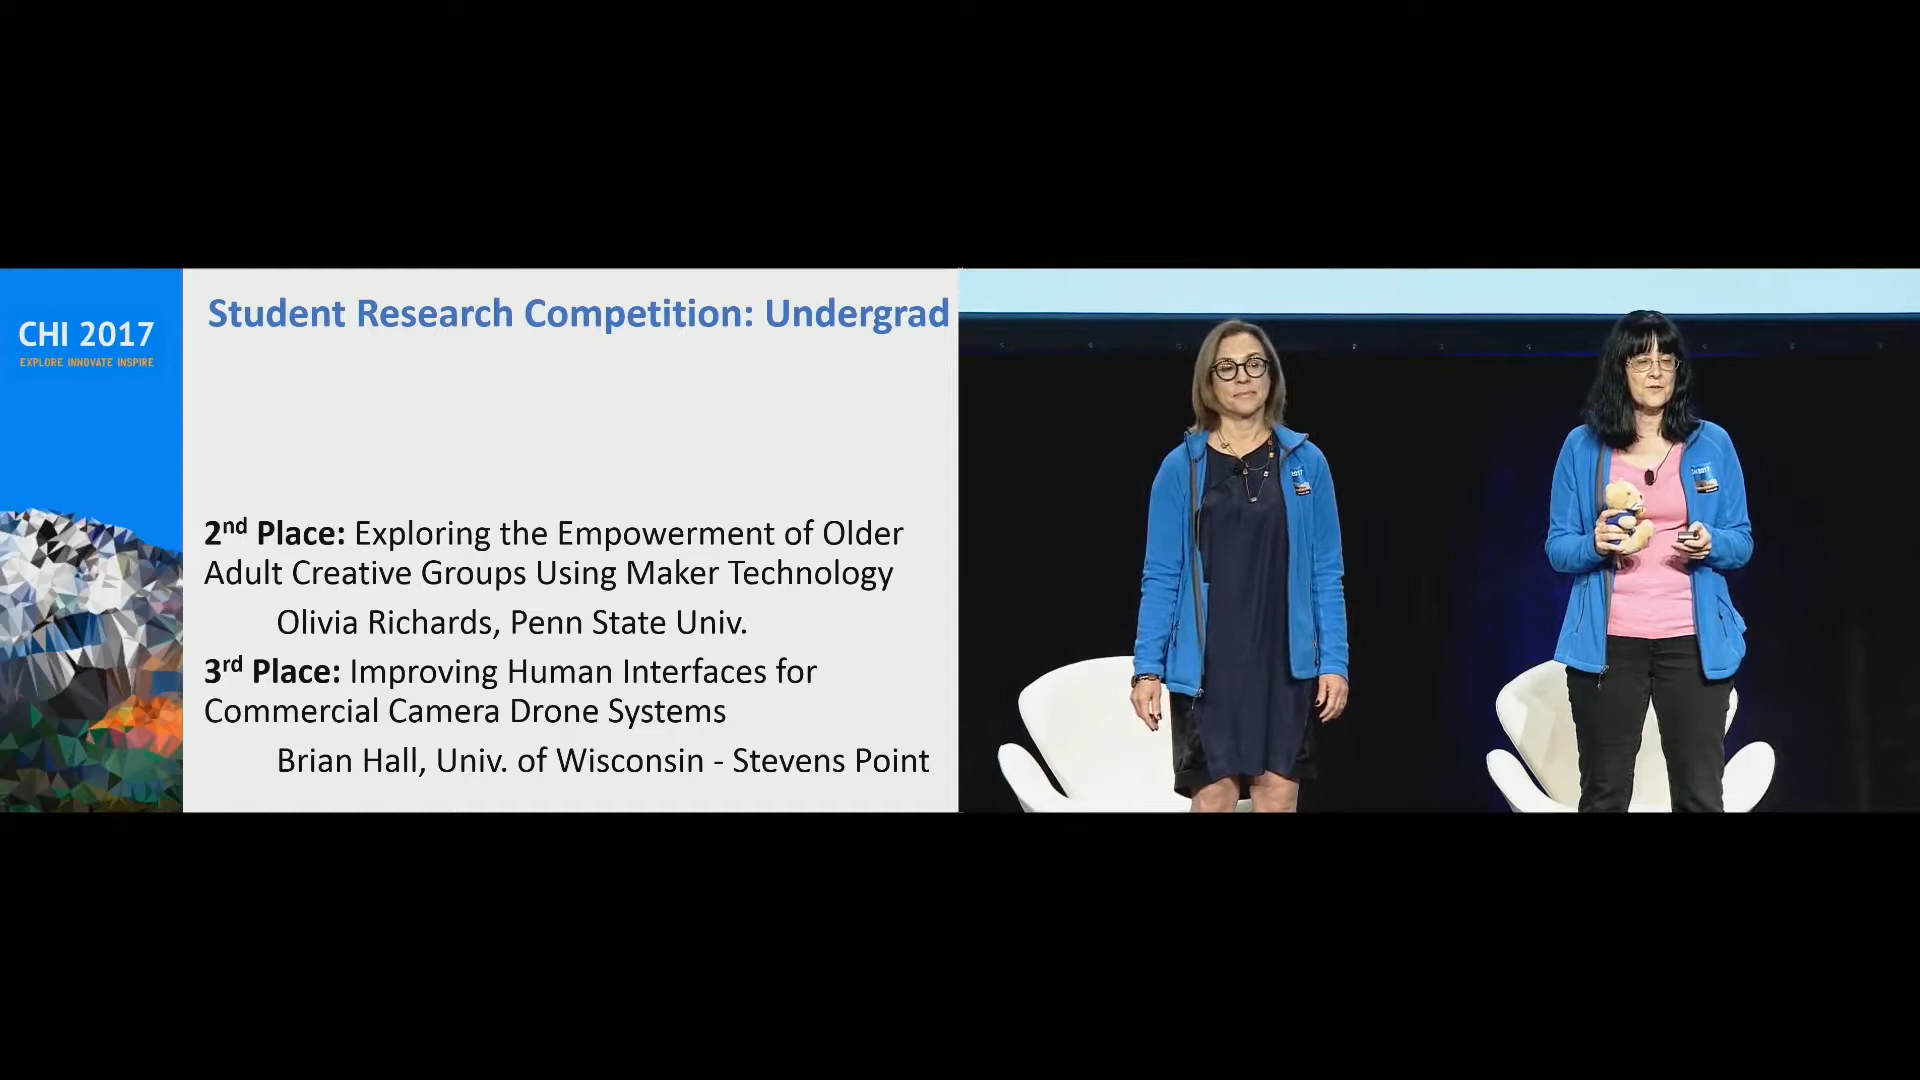 CHI 2017
EXPLORE INNOVATE INSPIRE
Student Research Competition: Undergrad
2nd Place: Exploring the Empowerment of Older
Adult Creative Groups Using Maker Technology
Olivia Richards, Penn State Univ.
3rd Place: Improving Human Interfaces for
Commercial Camera Drone Systems
Brian Hall, Univ. of Wisconsin - Stevens Point